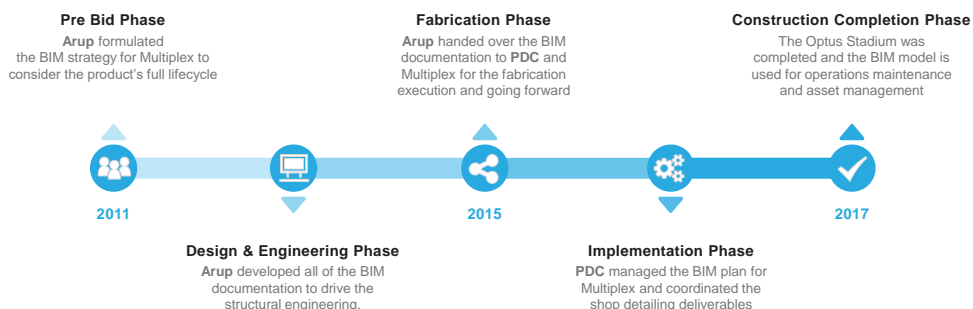 Pre Bid Phase
Arup formulated
the BIM strategy for Multiplex to
consider the product's full lifecycle
Fabrication Phase
Arup handed over the BIM
documentation to PDC and
Multiplex for the fabrication
execution and going forward
Construction Completion Phase
The Optus Stadium was
completed and the BIM model is
used for operations maintenance
and asset management
2011
2015
2017
Design & Engineering Phase
Arup developed all of the BIM
documentation to drive the
structural engineering.
Implementation Phase
PDC managed the BIM plan for
Multiplex and coordinated the
shop detailing deliverables